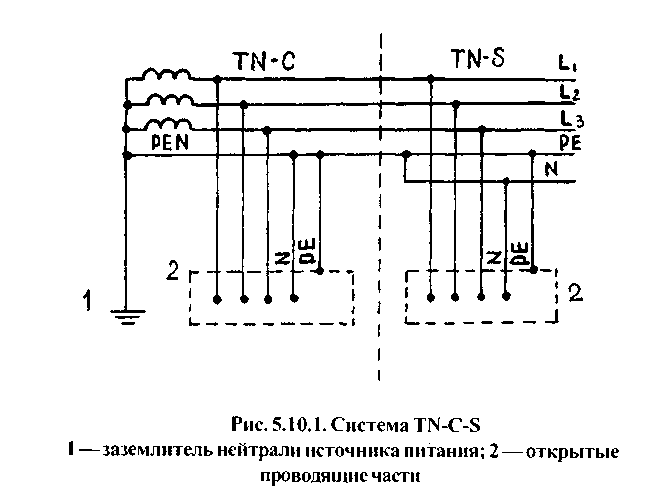 TN-C TN-S
L1
L2
L3
PEN PE
N
N PE N PE
2 2
1
Рис. 5.10.1. Система TN-C-S
1 — заземлитель нейтрали источника питания; 2 — открытые
проводящие части